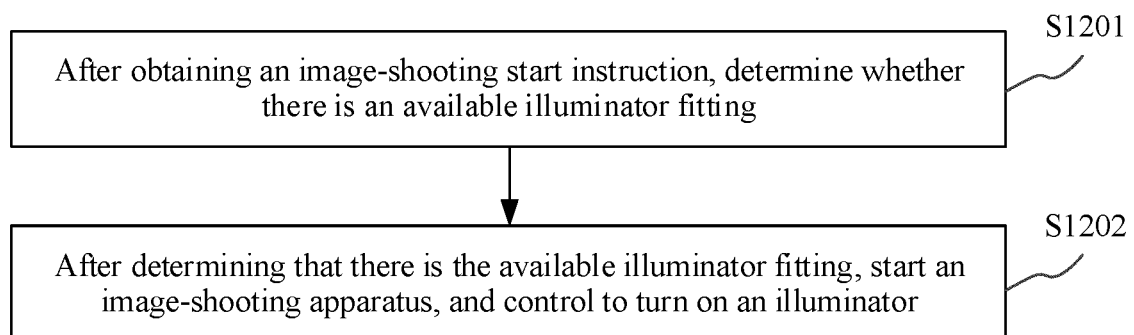 S1201
After obtaining an image-shooting start instruction, determine whether
there is an available illuminator fitting
S1202
After determining that there is the available illuminator fitting, start an
image-shooting apparatus, and control to turn on an illuminator